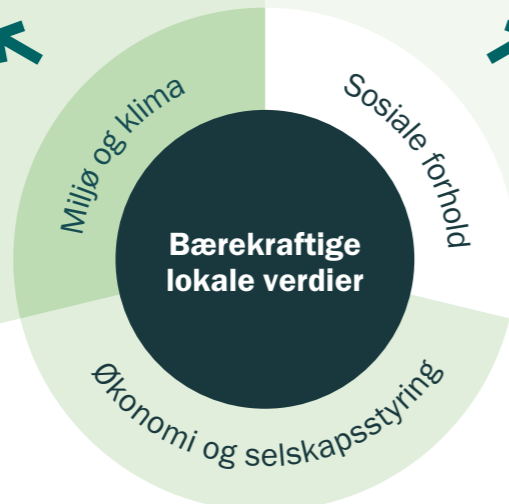 Miljø og klima
Sosiale forhold
Bærekraftige
lokale verdier
Økonomi og selskapsstyring